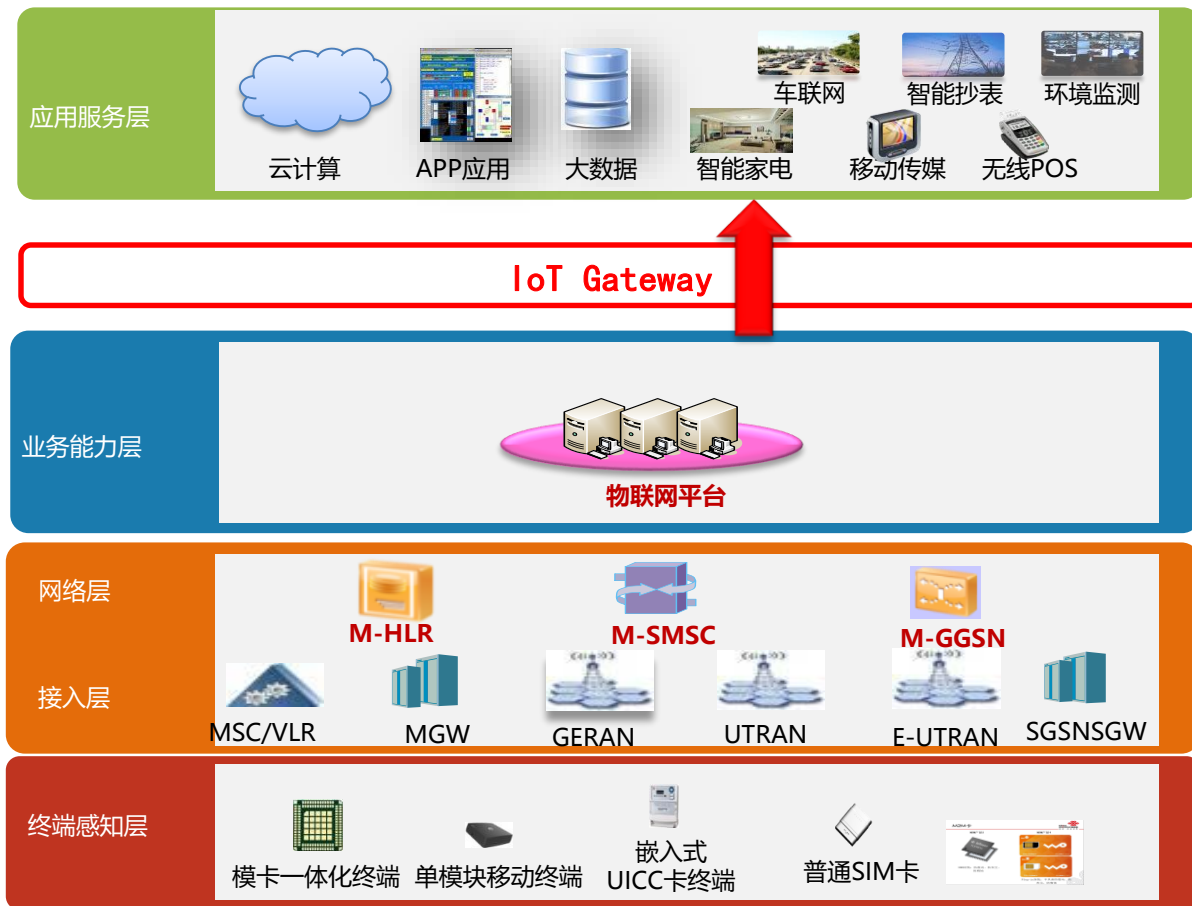 车联网
智能抄表
环境监测
应用服务层
云计算
APP应用
大数据
智能家电
移动传媒
无线POS
IoT Gateway
业务能力层
物联网平台
网络层
M-HLR
M-SMSC
M-GGSN
接入层
MSC/VLR
MGW
GERAN
UTRAN
E-UTRAN
SGSNSGW
终端感知层
模卡一体化终端
单模块移动终端
嵌入式
UICC卡终端
普通SIM卡